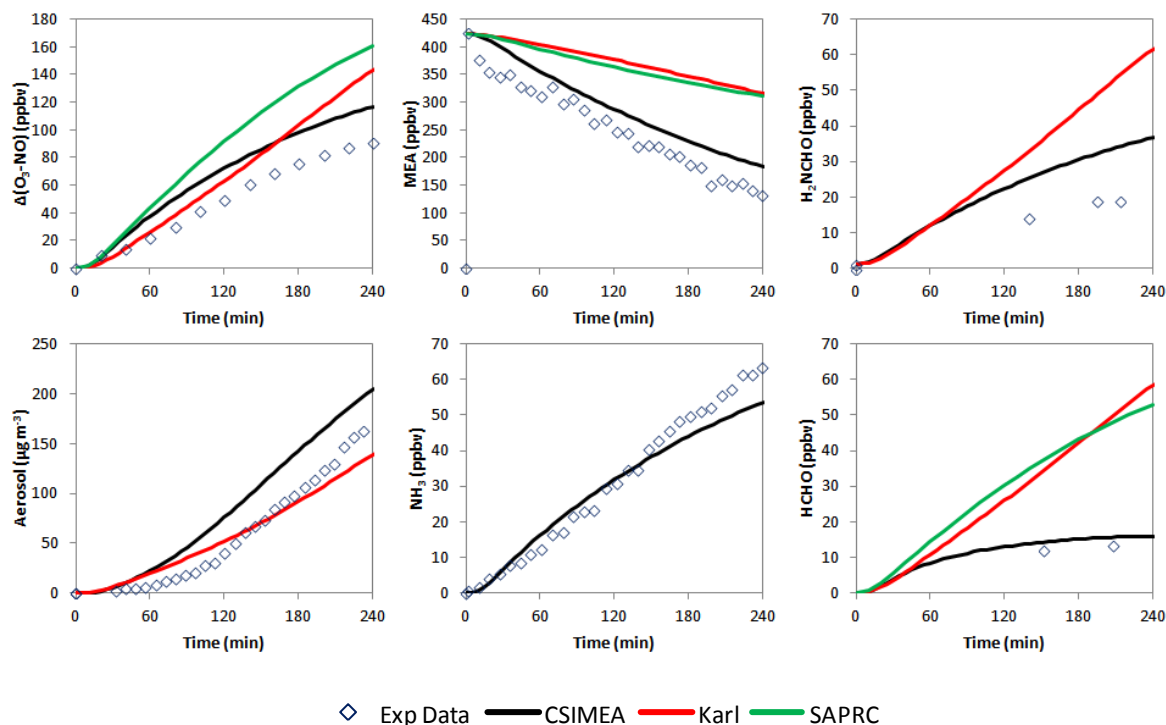 Δ(O₃-NO) (ppbv)
180
160
140
120
100
80
60
40
20
0
0 60 120 180 240
Time (min)
MEA (ppbv)
450
400
350
300
250
200
150
100
50
0
0 60 120 180 240
Time (min)
H₂NCHO (ppbv)
70
60
50
40
30
20
10
0
0 60 120 180 240
Time (min)
Aerosol (µg m⁻³)
250
200
150
100
50
0
0 60 120 180 240
Time (min)
NH₃ (ppbv)
70
60
50
40
30
20
10
0
0 60 120 180 240
Time (min)
HCHO (ppbv)
70
60
50
40
30
20
10
0
0 60 120 180 240
Time (min)
Exp Data CSIMEA Karl SAPRC